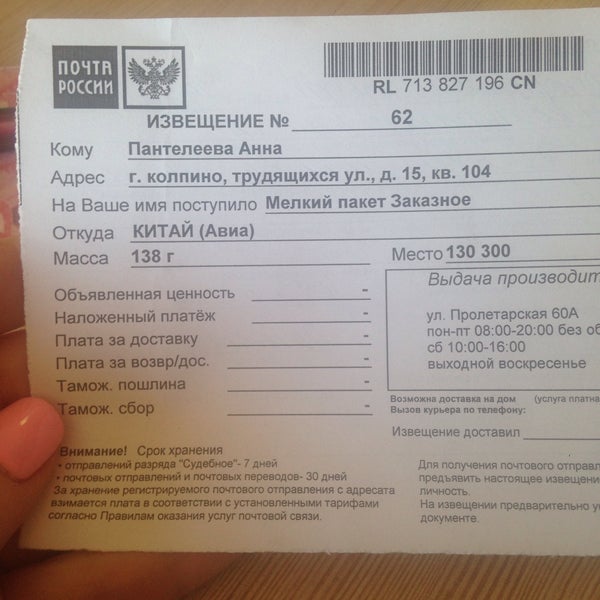 ПОЧТА
РОССИИ
RL 713 827 196 CN
ИЗВЕЩЕНИЕ № 62
Кому Пантелеева Анна
Адрес г. колпино, трудящихся ул., д. 15, кв. 104
На Ваше имя поступило Мелкий пакет Заказное
Откуда КИТАЙ (Авиа)
Масса 138 г Место 130 300
Объявленная ценность -
Наложенный платёж -
Плата за доставку -
Плата за возвр/дос. -
Тамож. пошлина -
Тамож. сбор -
Выдача производит
ул. Пролетарская 60А
пон-пт 08:00-20:00 без об
сб 10:00-16:00
выходной воскресенье
Возможна доставка на дом (услуга платна
Вызов курьера по телефону:
Извещение доставил
Внимание! Срок хранения
• отправлений разряда "Судебное"- 7 дней
• почтовых отправлений и почтовых переводов- 30 дней
За хранение регистрируемого почтового отправления с адресата
взимается плата в соответствии с установленными тарифами
согласно Правилам оказания услуг почтовой связи.
Для получения почтового отправл
предъявить настоящее извещени
личность.
На извещении предварительно у
документе.